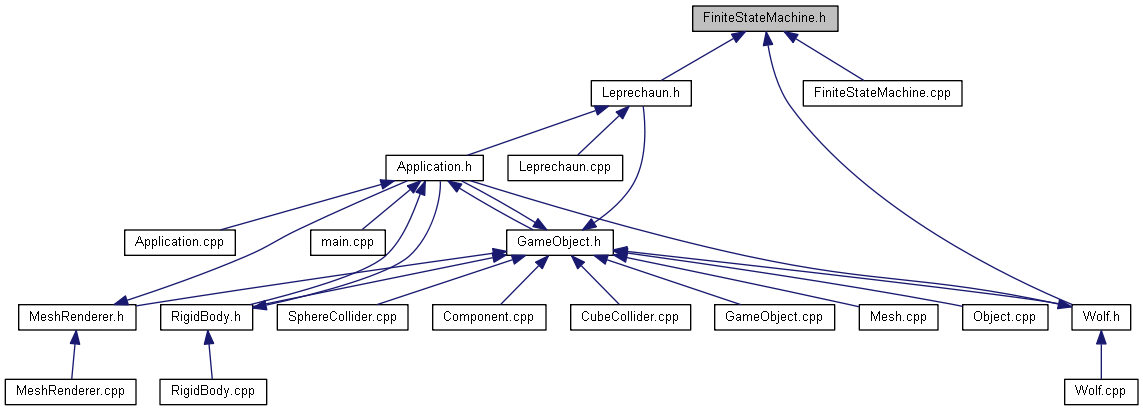 FiniteStateMachine.h
Leprechaun.h
FiniteStateMachine.cpp
Application.h
Leprechaun.cpp
Application.cpp
main.cpp
GameObject.h
MeshRenderer.h
RigidBody.h
SphereCollider.cpp
Component.cpp
CubeCollider.cpp
GameObject.cpp
Mesh.cpp
Object.cpp
Wolf.h
MeshRenderer.cpp
RigidBody.cpp
Wolf.cpp